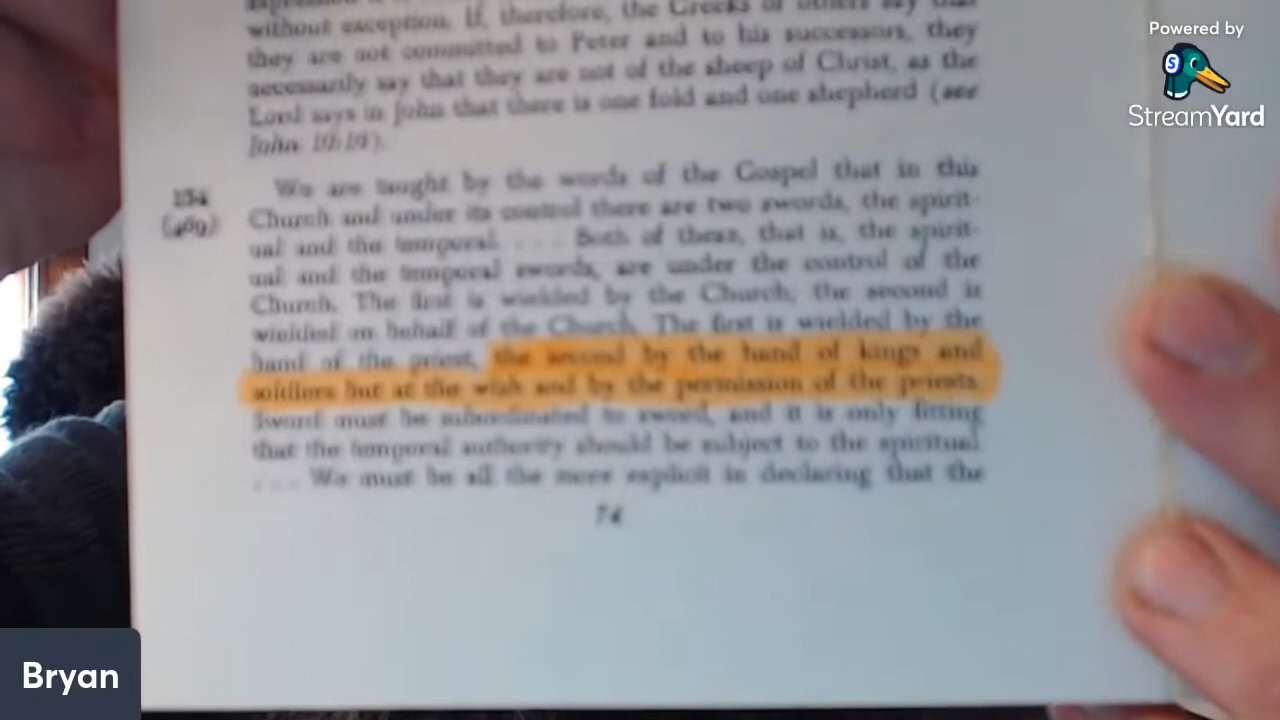 without exception. If, therefore, the Greeks or others say that
they are not committed to Peter and to his successors, they
necessarily say that they are not of the sheep of Christ, as the
Lord says in John that there is one fold and one shepherd (see
John 10:16).
154
(469)
We are taught by the words of the Gospel that in this
Church and under its control there are two swords, the spirit-
ual and the temporal. . . . Both of these, that is, the spirit-
ual and the temporal swords, are under the control of the
Church. The first is wielded by the Church; the second is
wielded on behalf of the Church. The first is wielded by the
hand of the priest, the second by the hand of kings and
soldiers but at the wish and by the permission of the priests.
Sword must be subordinated to sword, and it is only fitting
that the temporal authority should be subject to the spiritual.
. . . We must be all the more explicit in declaring that the
74
Powered by
S
StreamYard
Bryan